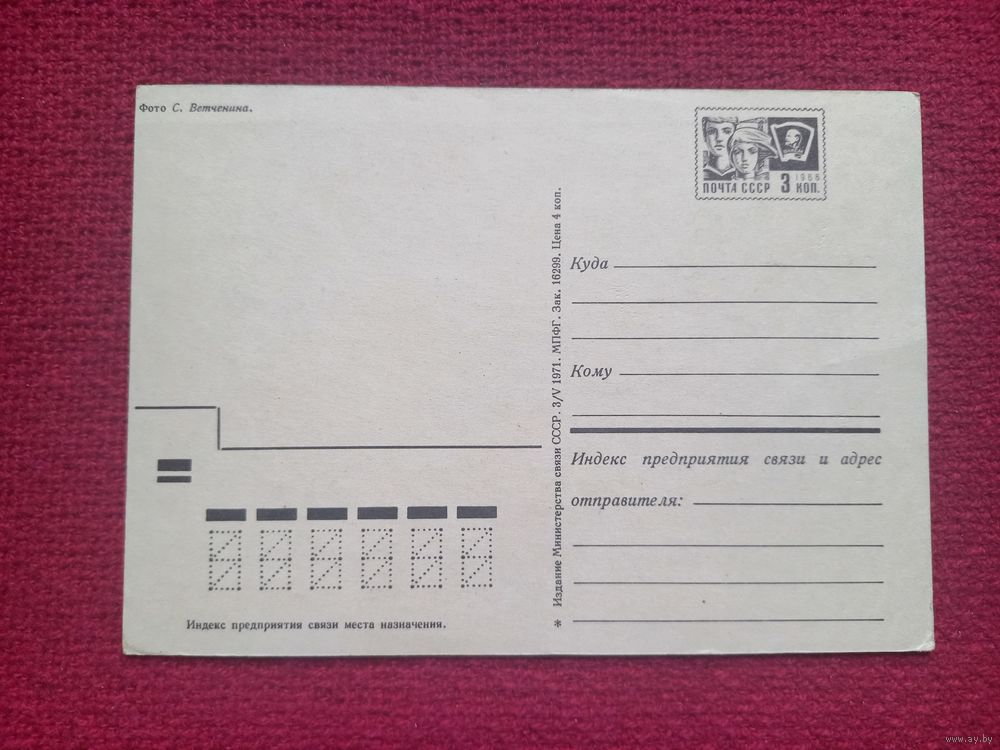 Фото С. Ветченина.
1966
ПОЧТА СССР 3 КОП.
* Издание Министерства связи СССР. 3/V 1971. МПФГ. Зак. 16299. Цена 4 коп.
Куда
Кому
Индекс предприятия связи и адрес
отправителя:
Индекс предприятия связи места назначения.
www.ay.by